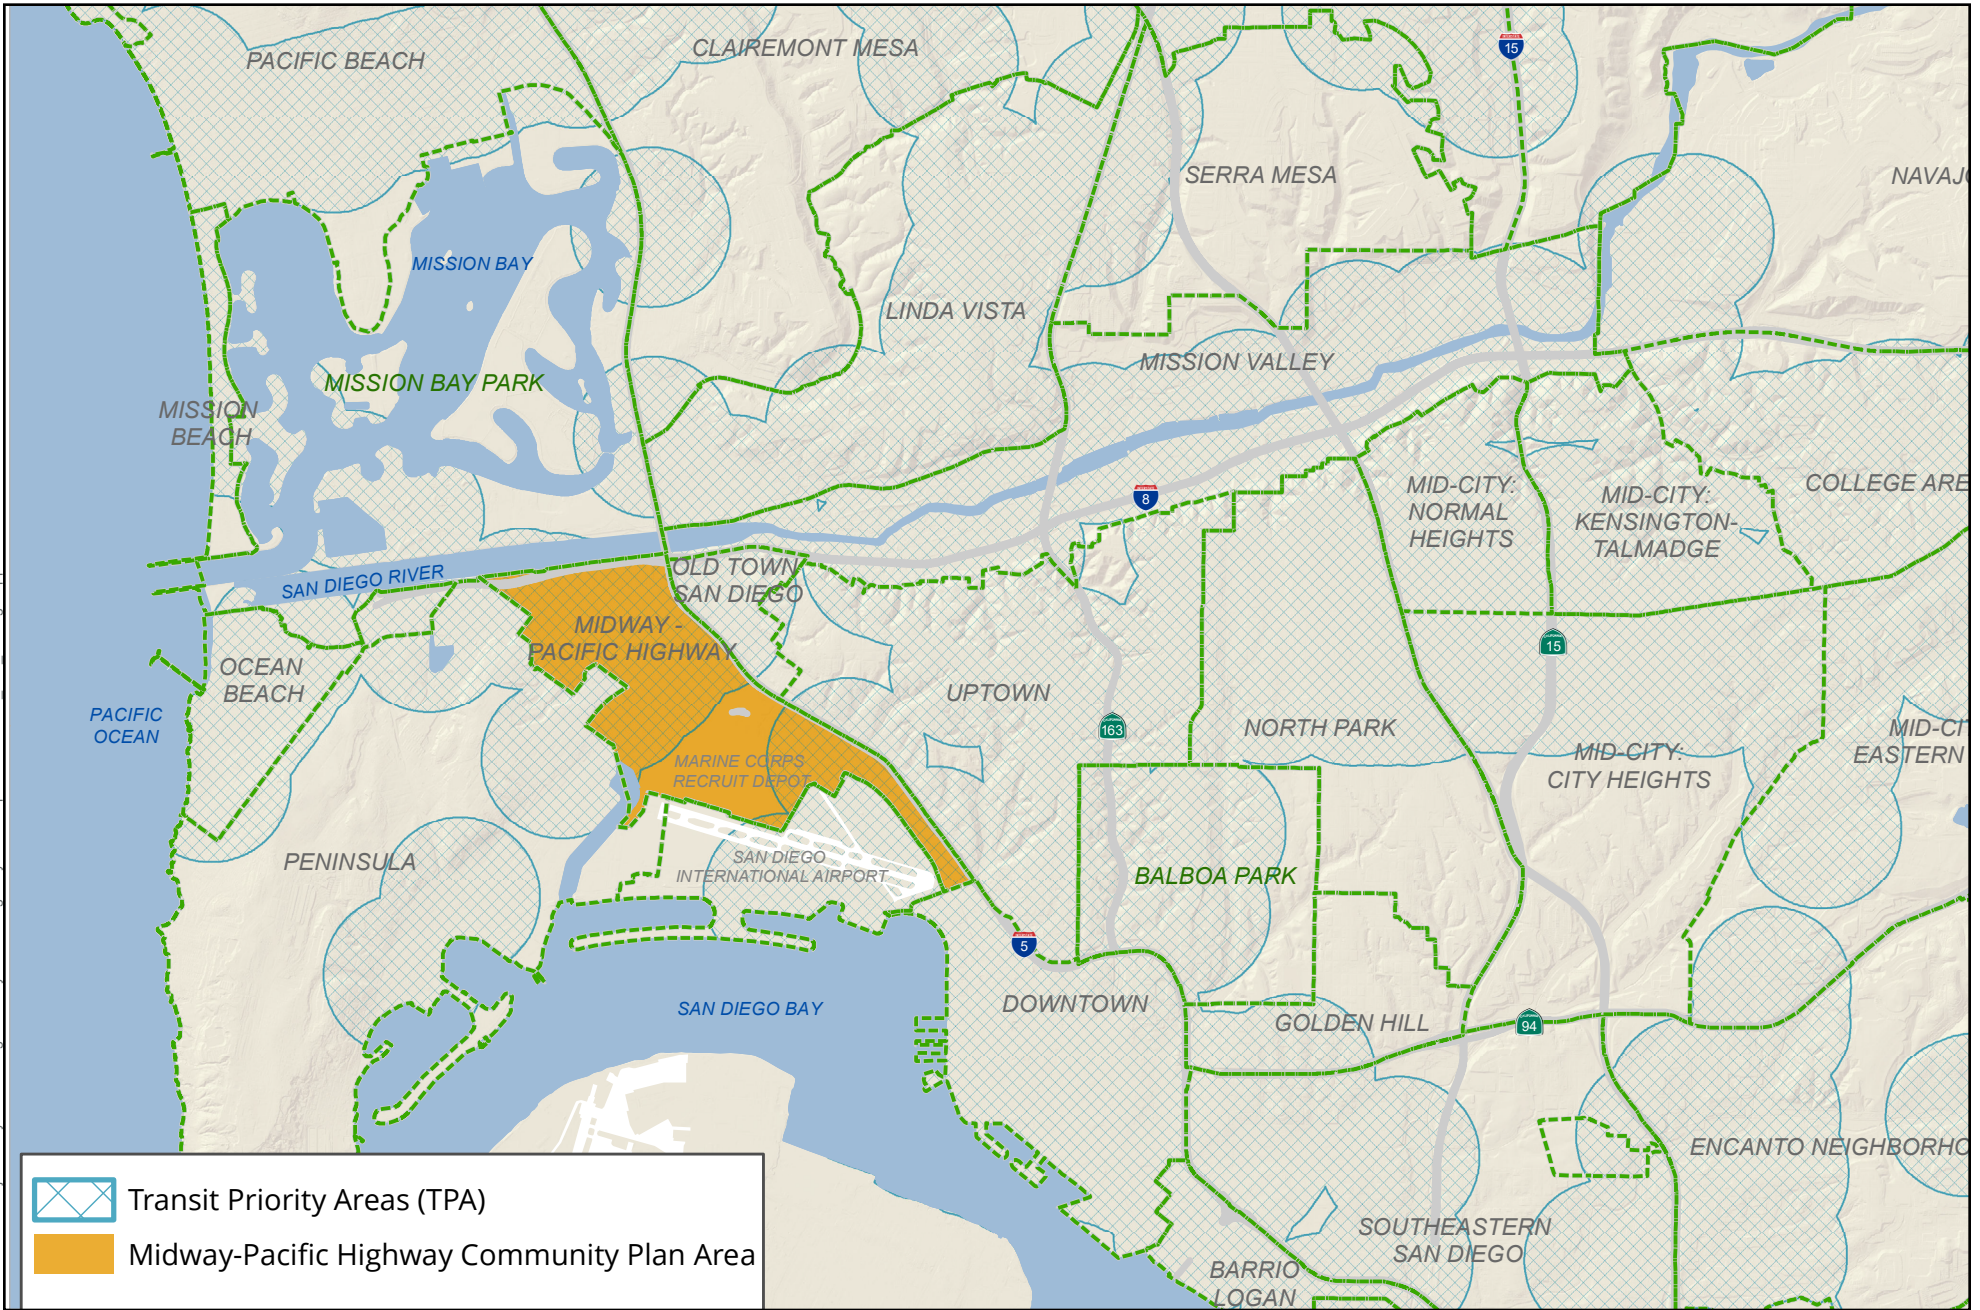 PACIFIC BEACH
CLAIREMONT MESA
15
SERRA MESA
NAVAJO
MISSION BAY
LINDA VISTA
MISSION VALLEY
MISSION BAY PARK
MISSION
BEACH
8
MID-CITY:
NORMAL
HEIGHTS
MID-CITY:
KENSINGTON-
TALMADGE
COLLEGE ARE
SAN DIEGO RIVER
OLD TOWN
SAN DIEGO
MIDWAY -
PACIFIC HIGHWAY
15
OCEAN
BEACH
UPTOWN
PACIFIC
OCEAN
163
NORTH PARK
MID-CI
EASTERN
MID-CITY:
CITY HEIGHTS
MARINE CORPS
RECRUIT DEPOT
PENINSULA
SAN DIEGO
INTERNATIONAL AIRPORT
BALBOA PARK
5
SAN DIEGO BAY
DOWNTOWN
GOLDEN HILL
94
ENCANTO NEIGHBORHO
SOUTHEASTERN
SAN DIEGO
BARRIO
LOGAN
Transit Priority Areas (TPA)
Midway-Pacific Highway Community Plan Area